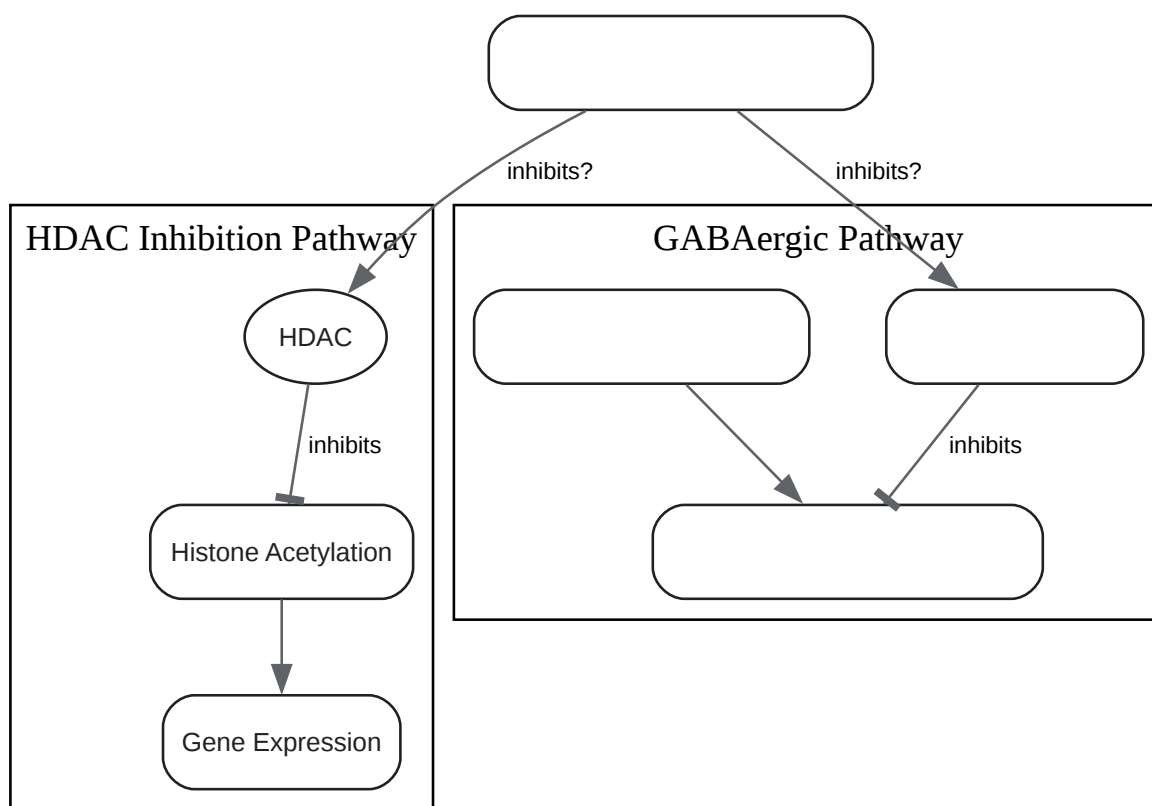 inhibits?
inhibits?
HDAC Inhibition Pathway
GABAergic Pathway
HDAC
inhibits
inhibits
Histone Acetylation
Gene Expression